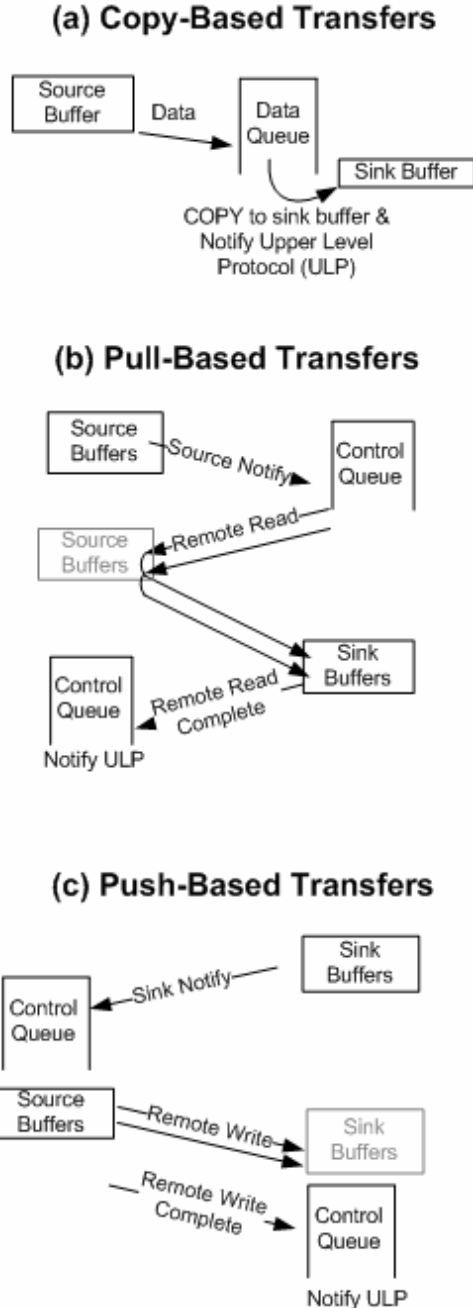 (a) Copy-Based Transfers
Source
Buffer
Data
Data
Queue
Sink Buffer
COPY to sink buffer &
Notify Upper Level
Protocol (ULP)
(b) Pull-Based Transfers
Source
Buffers
Source Notify
Control
Queue
Remote Read
Source
Buffers
Sink
Buffers
Control
Queue
Remote Read
Complete
Notify ULP
(c) Push-Based Transfers
Sink
Buffers
Sink Notify
Control
Queue
Source
Buffers
Remote Write
Sink
Buffers
Remote Write
Complete
Control
Queue
Notify ULP